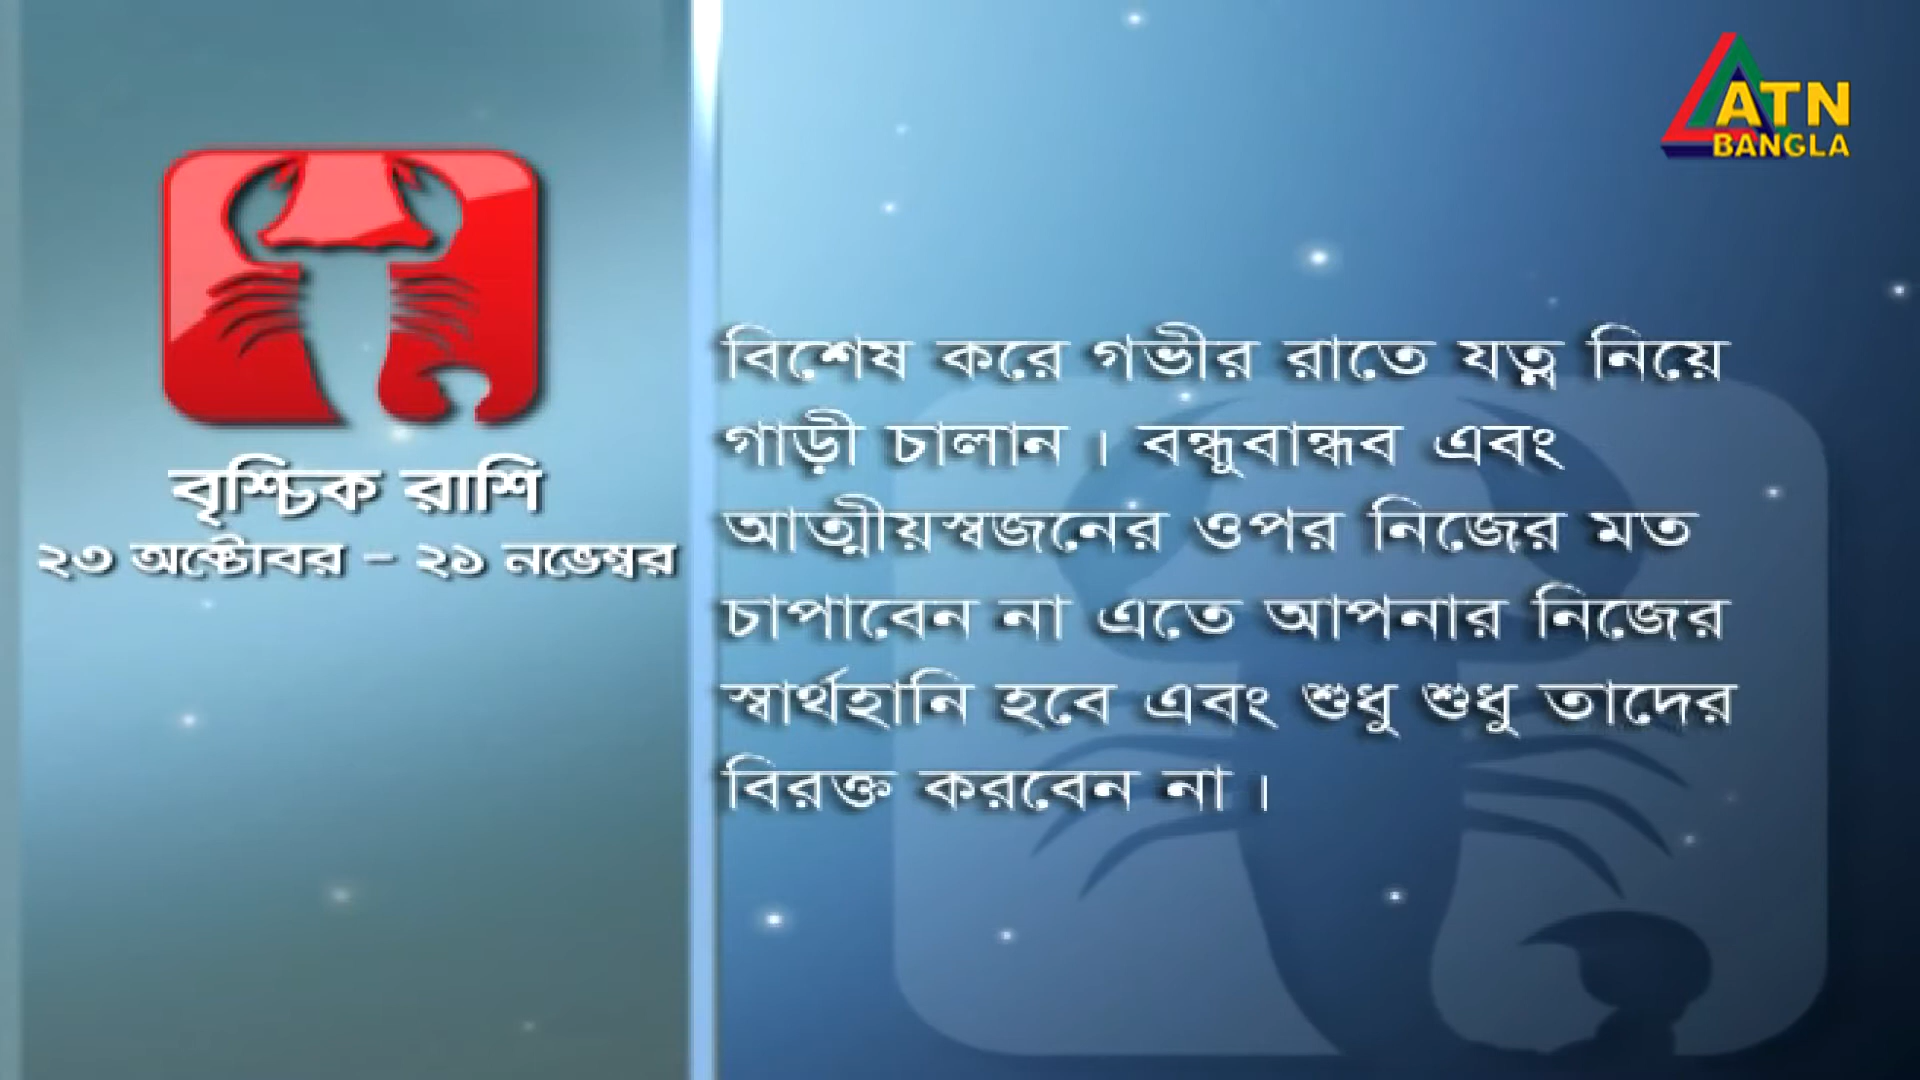 ATN
BANGLA
বৃশ্চিক রাশি
২৩ অক্টোবর - ২১ নভেম্বর
বিশেষ করে গভীর রাতে যত্ন নিয়ে
গাড়ী চালান । বন্ধুবান্ধব এবং
আত্মীয়স্বজনের ওপর নিজের মত
চাপাবেন না এতে আপনার নিজের
স্বার্থহানি হবে এবং শুধু শুধু তাদের
বিরক্ত করবেন না ।